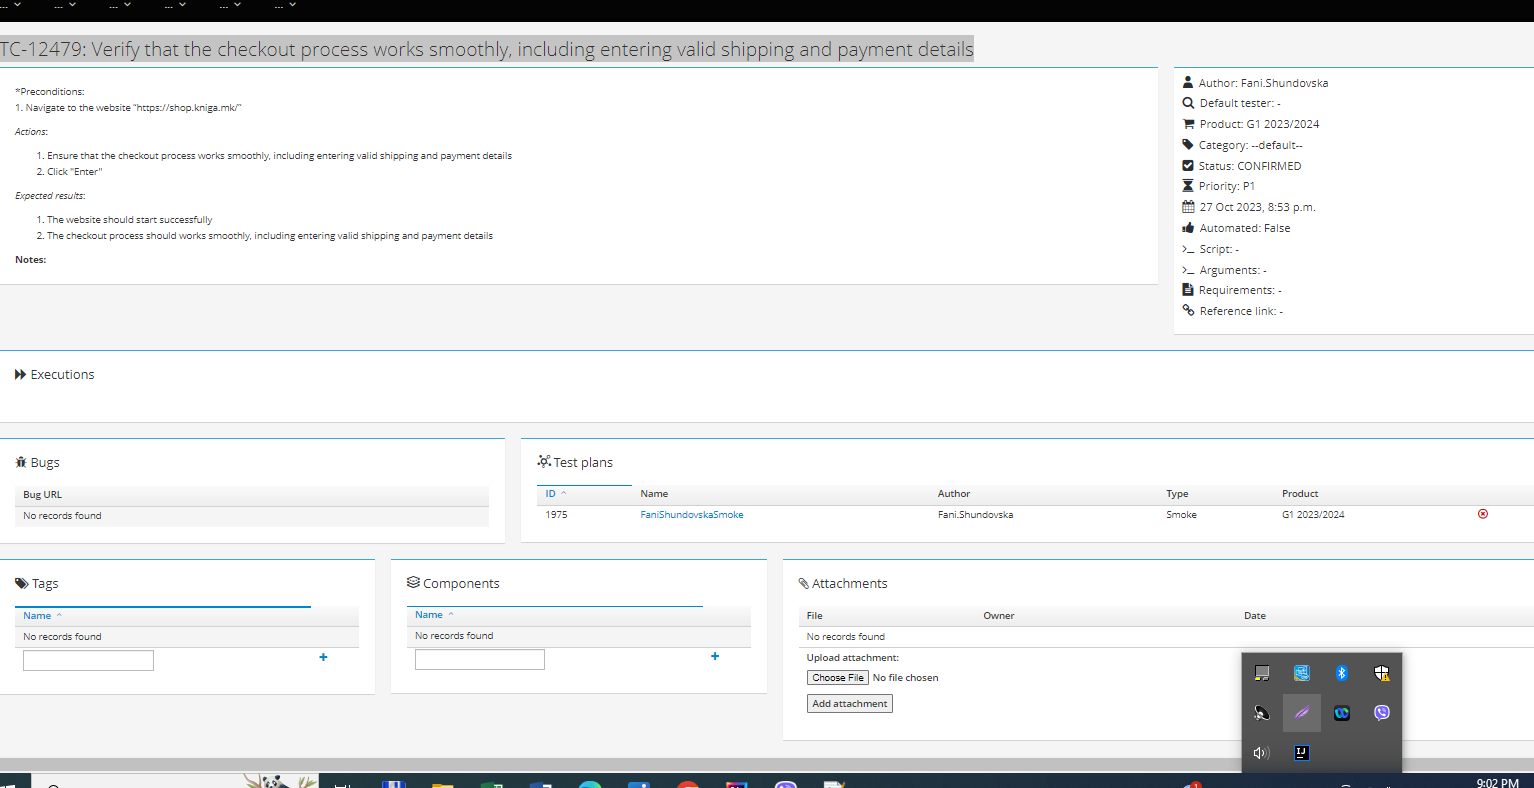 TC-12479: Verify that the checkout process works smoothly, including entering valid shipping and payment details
*Preconditions:
1. Navigate to the website "https://shop.kniga.mk/"
Actions:
1. Ensure that the checkout process works smoothly, including entering valid shipping and payment details
2. Click "Enter"
Expected results:
1. The website should start successfully
2. The checkout process should works smoothly, including entering valid shipping and payment details
Notes:
Author: Fani.Shundovska
Default tester: -
Product: G1 2023/2024
Category: --default--
Status: CONFIRMED
Priority: P1
27 Oct 2023, 8:53 p.m.
Automated: False
Script: -
Arguments: -
Requirements: -
Reference link: -
Executions
Bugs
Bug URL
No records found
Test plans
ID Name Author Type Product
1975 FaniShundovskaSmoke Fani.Shundovska Smoke G1 2023/2024
Tags
Name
No records found
Components
Name
No records found
Attachments
File Owner Date
No records found
Upload attachment:
Choose File No file chosen
Add attachment
IJ
9:02 PM